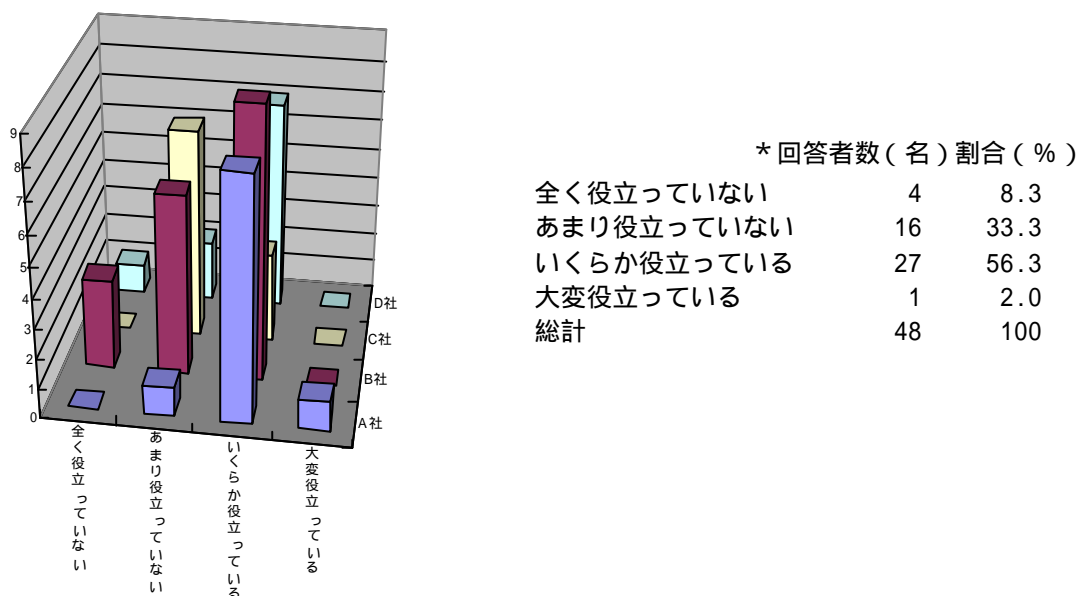 9
8
7
6
5
4
3
2
1
0
D社
C社
B社
A社
全く役立っていない
あまり役立っていない
いくらか役立っている
大変役立っている
*回答者数(名)割合(%)
全く役立っていない 4 8.3
あまり役立っていない 16 33.3
いくらか役立っている 27 56.3
大変役立っている 1 2.0
総計 48 100